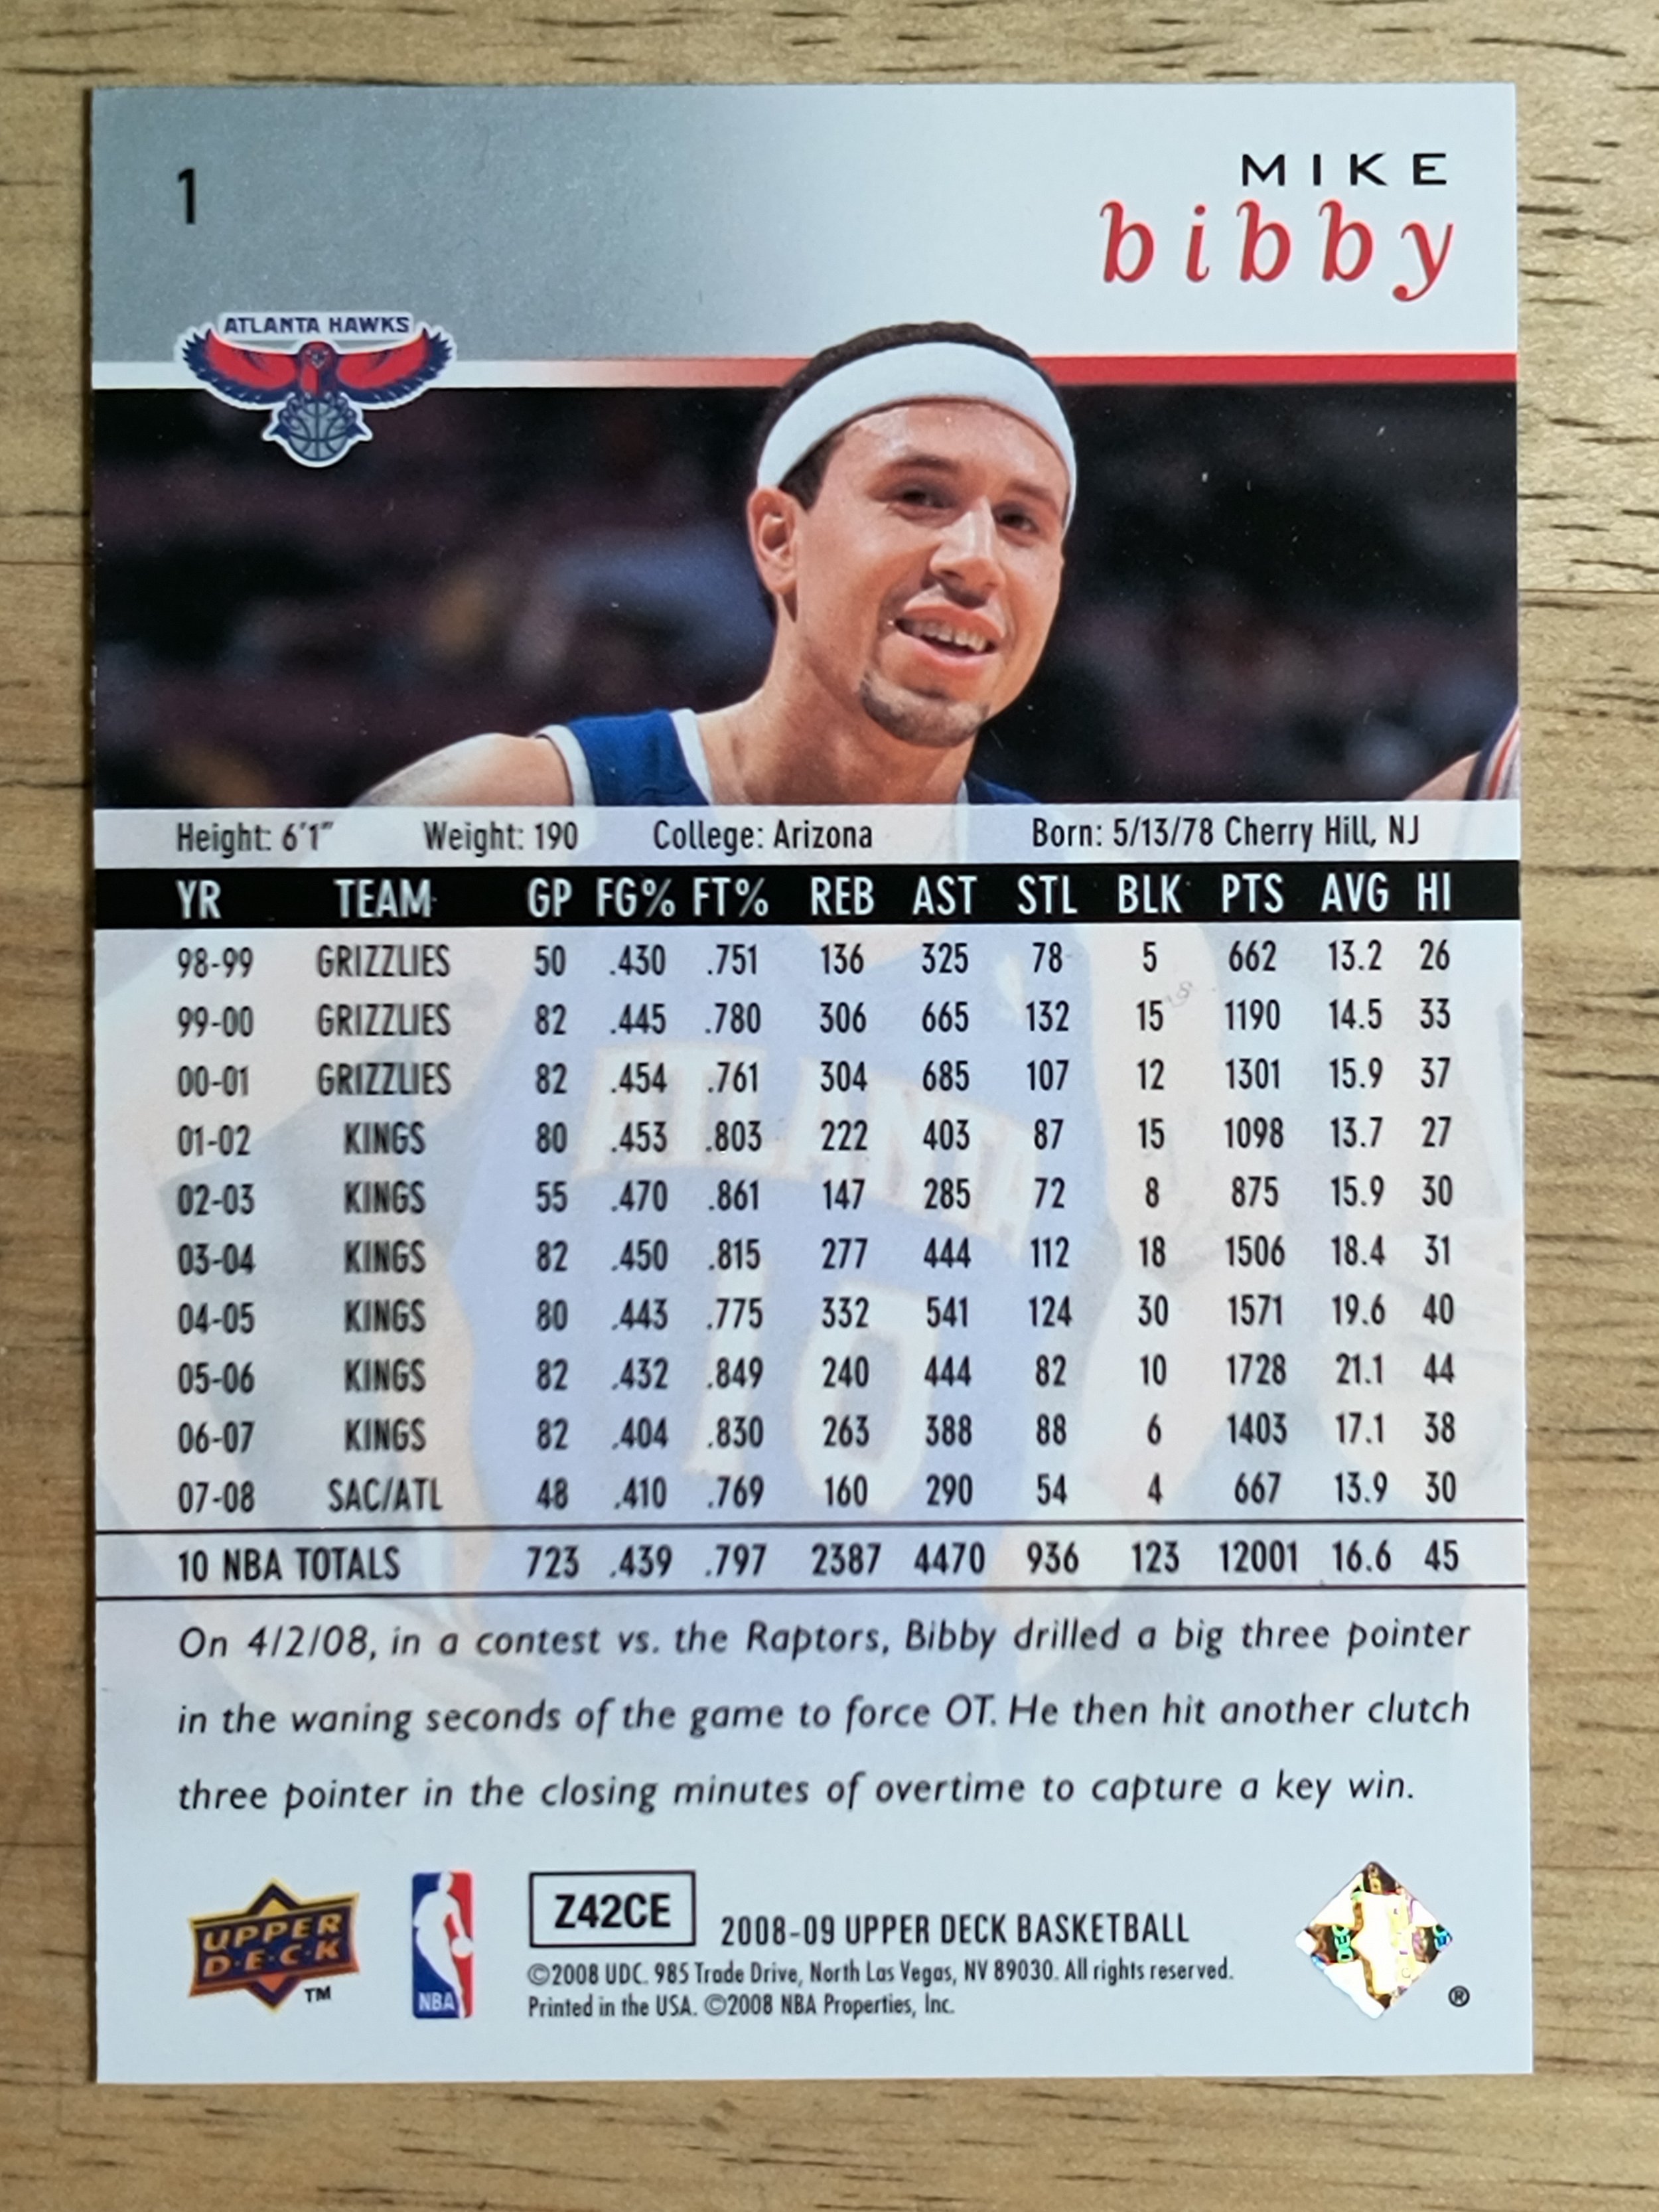 1
MIKE
bibby
ATLANTA HAWKS
Height: 6'1" Weight: 190 College: Arizona Born: 5/13/78 Cherry Hill, NJ
YR TEAM GP FG% FT% REB AST STL BLK PTS AVG HI
98-99 GRIZZLIES 50 .430 .751 136 325 78 5 662 13.2 26
99-00 GRIZZLIES 82 .445 .780 306 665 132 15 1190 14.5 33
00-01 GRIZZLIES 82 .454 .761 304 685 107 12 1301 15.9 37
01-02 KINGS 80 .453 .803 222 403 87 15 1098 13.7 27
02-03 KINGS 55 .470 .861 147 285 72 8 875 15.9 30
03-04 KINGS 82 .450 .815 277 444 112 18 1506 18.4 31
04-05 KINGS 80 .443 .775 332 541 124 30 1571 19.6 40
05-06 KINGS 82 .432 .849 240 444 82 10 1728 21.1 44
06-07 KINGS 82 .404 .830 263 388 88 6 1403 17.1 38
07-08 SAC/ATL 48 .410 .769 160 290 54 4 667 13.9 30
10 NBA TOTALS 723 .439 .797 2387 4470 936 123 12001 16.6 45
ATLANTA
10
On 4/2/08, in a contest vs. the Raptors, Bibby drilled a big three pointer
in the waning seconds of the game to force OT. He then hit another clutch
three pointer in the closing minutes of overtime to capture a key win.
UPPER
D·E·C·K
TM
NBA
Z42CE
2008-09 UPPER DECK BASKETBALL
©2008 UDC. 985 Trade Drive, North Las Vegas, NV 89030. All rights reserved.
Printed in the USA. ©2008 NBA Properties, Inc.
®